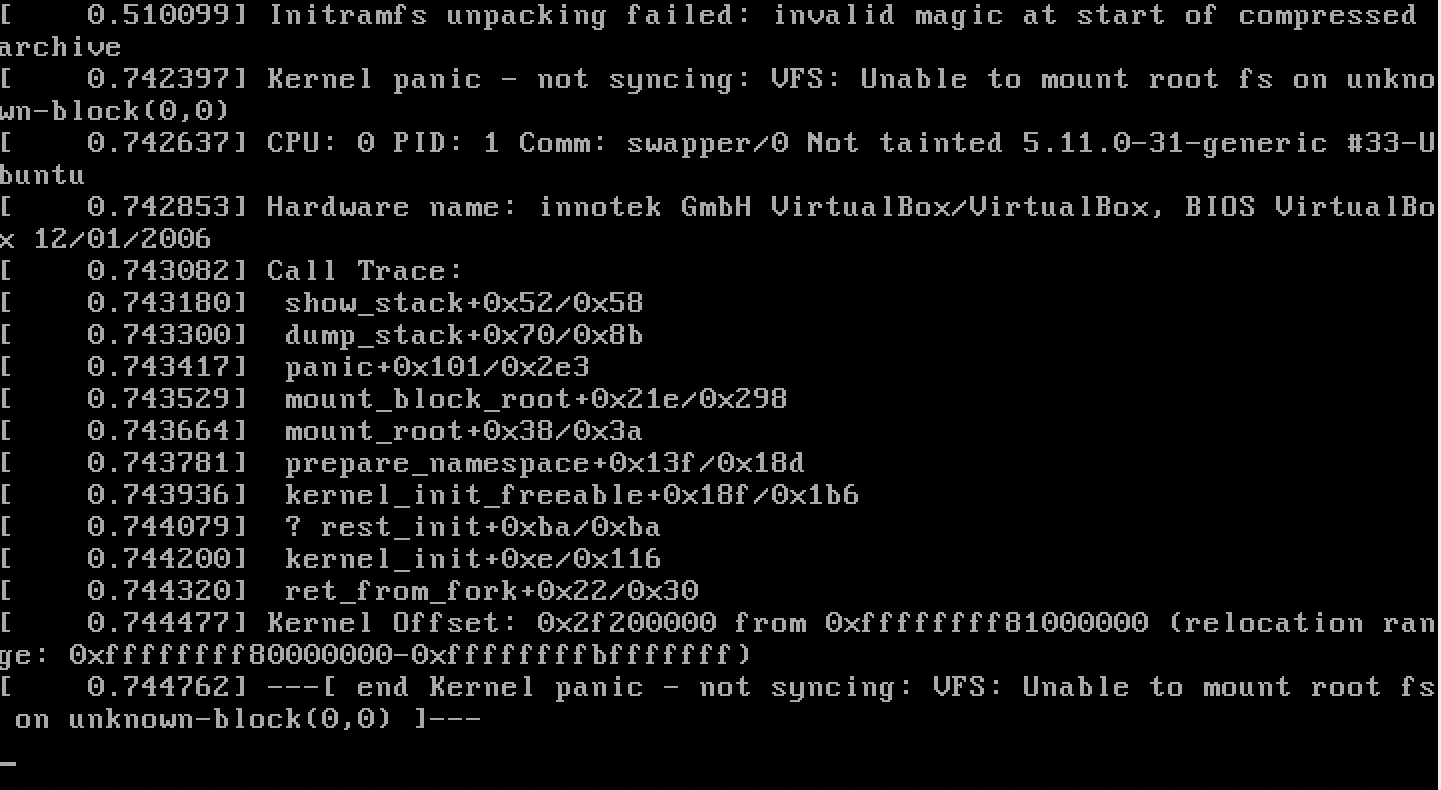 [    0.510099] Initramfs unpacking failed: invalid magic at start of compressed
archive
[    0.742397] Kernel panic - not syncing: VFS: Unable to mount root fs on unkno
wn-block(0,0)
[    0.742637] CPU: 0 PID: 1 Comm: swapper/0 Not tainted 5.11.0-31-generic #33-U
buntu
[    0.742853] Hardware name: innotek GmbH VirtualBox/VirtualBox, BIOS VirtualBo
x 12/01/2006
[    0.743082] Call Trace:
[    0.743180]  show_stack+0x52/0x58
[    0.743300]  dump_stack+0x70/0x8b
[    0.743417]  panic+0x101/0x2e3
[    0.743529]  mount_block_root+0x21e/0x298
[    0.743664]  mount_root+0x38/0x3a
[    0.743781]  prepare_namespace+0x13f/0x18d
[    0.743936]  kernel_init_freeable+0x18f/0x1b6
[    0.744079]  ? rest_init+0xba/0xba
[    0.744200]  kernel_init+0xe/0x116
[    0.744320]  ret_from_fork+0x22/0x30
[    0.744477] Kernel Offset: 0x2f200000 from 0xffffffff81000000 (relocation ran
ge: 0xffffffff80000000-0xffffffffbfffffff)
[    0.744762] ---[ end Kernel panic - not syncing: VFS: Unable to mount root fs
 on unknown-block(0,0) ]---
_